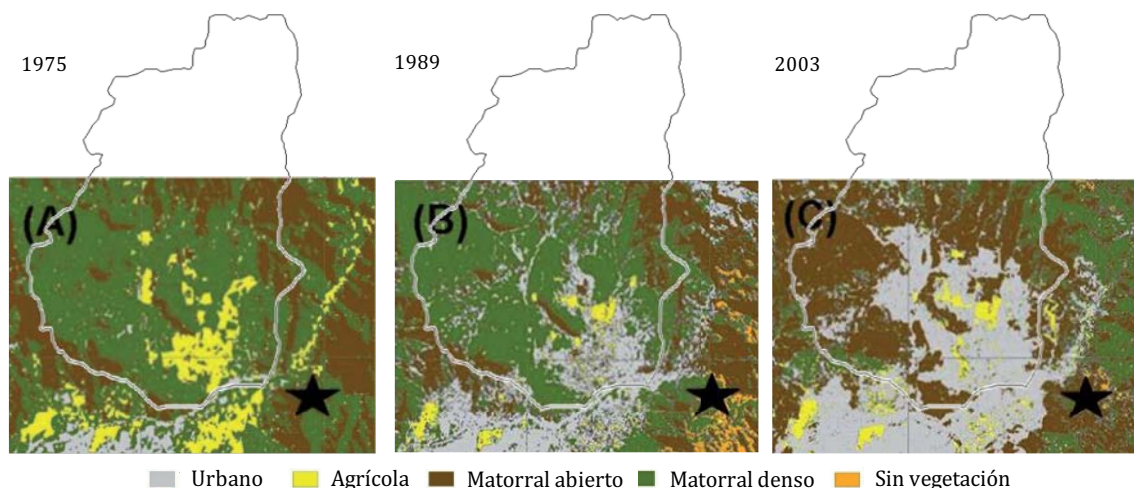 1975
1989
2003
(A)
(B)
(C)
Urbano Agrícola Matorral abierto Matorral denso Sin vegetación